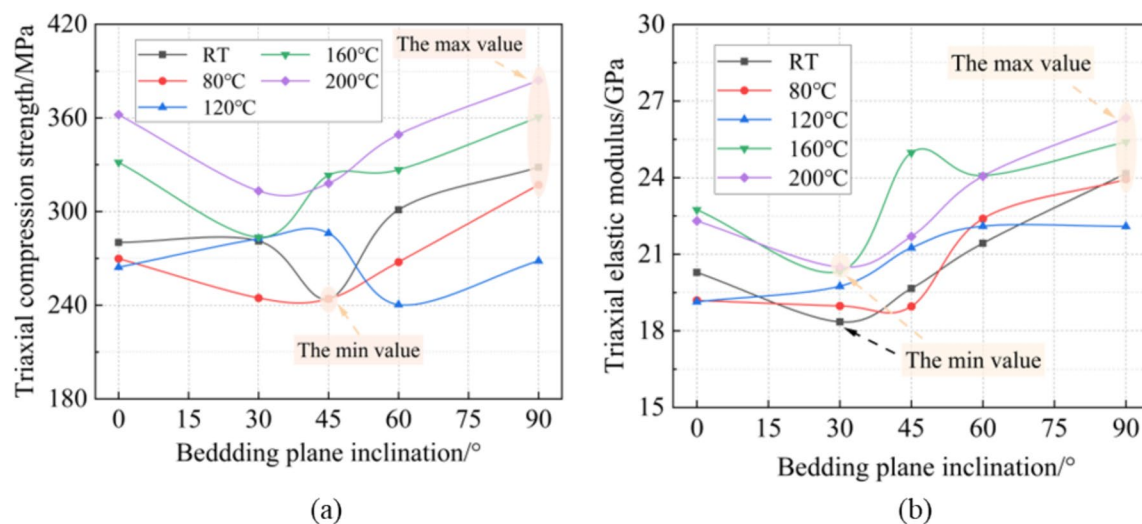 420
360
300
240
180
Triaxial compression strength/MPa
RT
80℃
120℃
160℃
200℃
The max value
The min value
0 15 30 45 60 75 90
Beddding plane inclination/°
(a)
30
27
24
21
18
15
Triaxial elastic modulus/GPa
RT
80℃
120℃
160℃
200℃
The max value
The min value
0 15 30 45 60 75 90
Bedding plane inclination/°
(b)